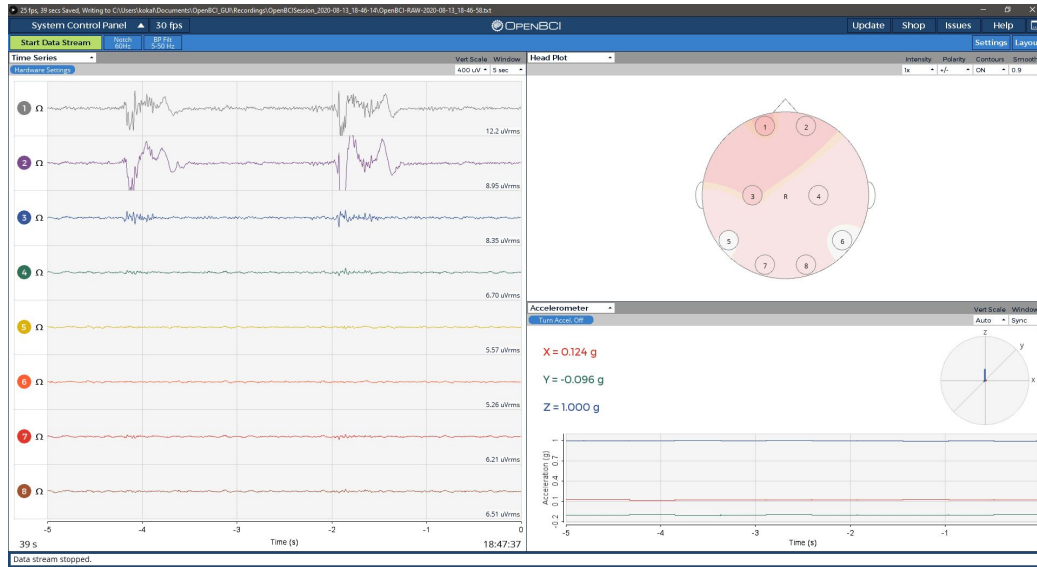 25 fps, 39 secs Saved, Writing to C:\Users\kokal\Documents\OpenBCI_GUI\Recordings\OpenBCISession_2020-08-13_18-46-14\OpenBCI-RAW-2020-08-13_18-46-58.txt
System Control Panel 30 fps OPENBCI Update Shop Issues Help
Start Data Stream Notch 60Hz BP Filt 5-50 Hz Settings Layou
Time Series Vert Scale Window
Hardware Settings 400 uV 5 sec
1 Ω
12.2 uVrms
2 Ω
8.95 uVrms
3 Ω
8.35 uVrms
4 Ω
6.70 uVrms
5 Ω
5.57 uVrms
6 Ω
5.26 uVrms
7 Ω
6.21 uVrms
8 Ω
6.51 uVrms
-5 -4 -3 -2 -1 0
39 s Time (s) 18:47:37
Head Plot Intensity Polarity Contours Smooth
1x +/- ON 0.9
1 2
3 R 4
5 6
7 8
Accelerometer Vert Scale Window
Turn Accel. Off Auto Sync
X = 0.124 g
Y = -0.096 g
Z = 1.000 g
z
y
x
Acceleration (g)
1
0.7
0.4
0.1
-0.2
-5 -4 -3 -2 -1
Time (s)
Data stream stopped.